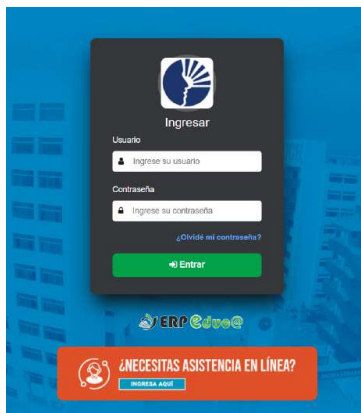 Ingresar
Usuario
Ingrese su usuario
Contraseña
Ingrese su contraseña
¿Olvidé mi contraseña?
Entrar
ERP Educ@
¿NECESITAS ASISTENCIA EN LÍNEA?
INGRESA AQUÍ